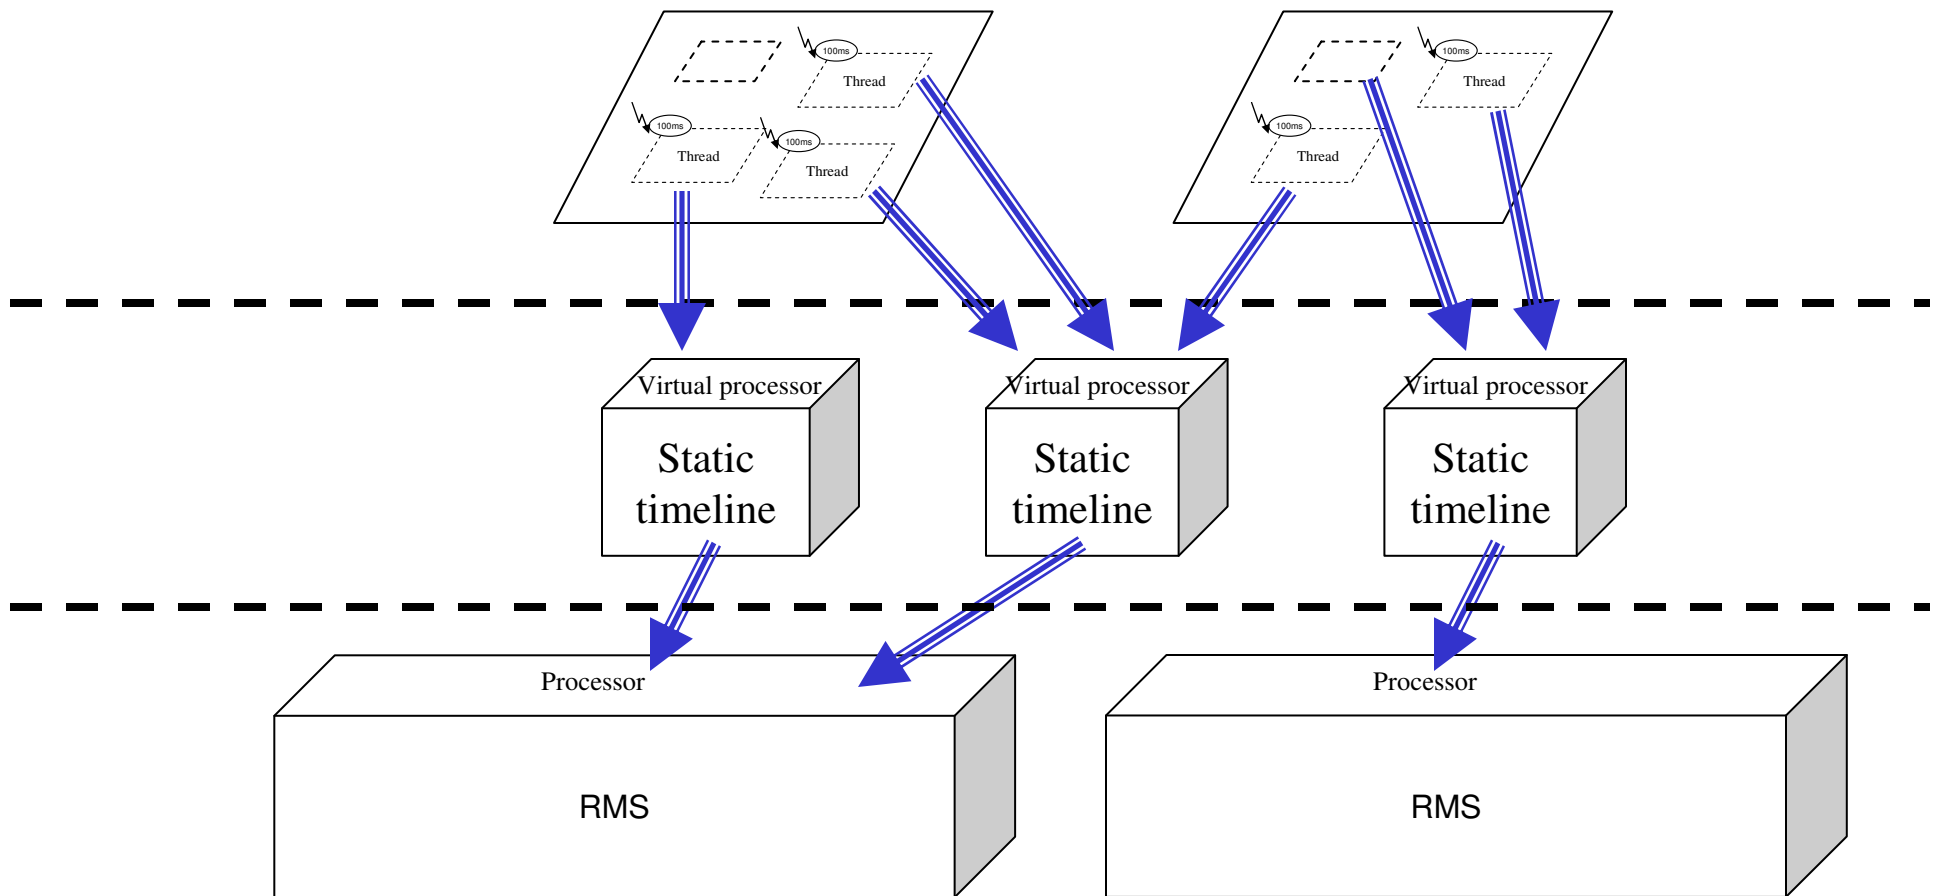 100ms
Thread
100ms
Thread
100ms
Thread
100ms
Thread
100ms
Thread
Virtual processor
Static
timeline
Virtual processor
Static
timeline
Virtual processor
Static
timeline
Processor
RMS
Processor
RMS